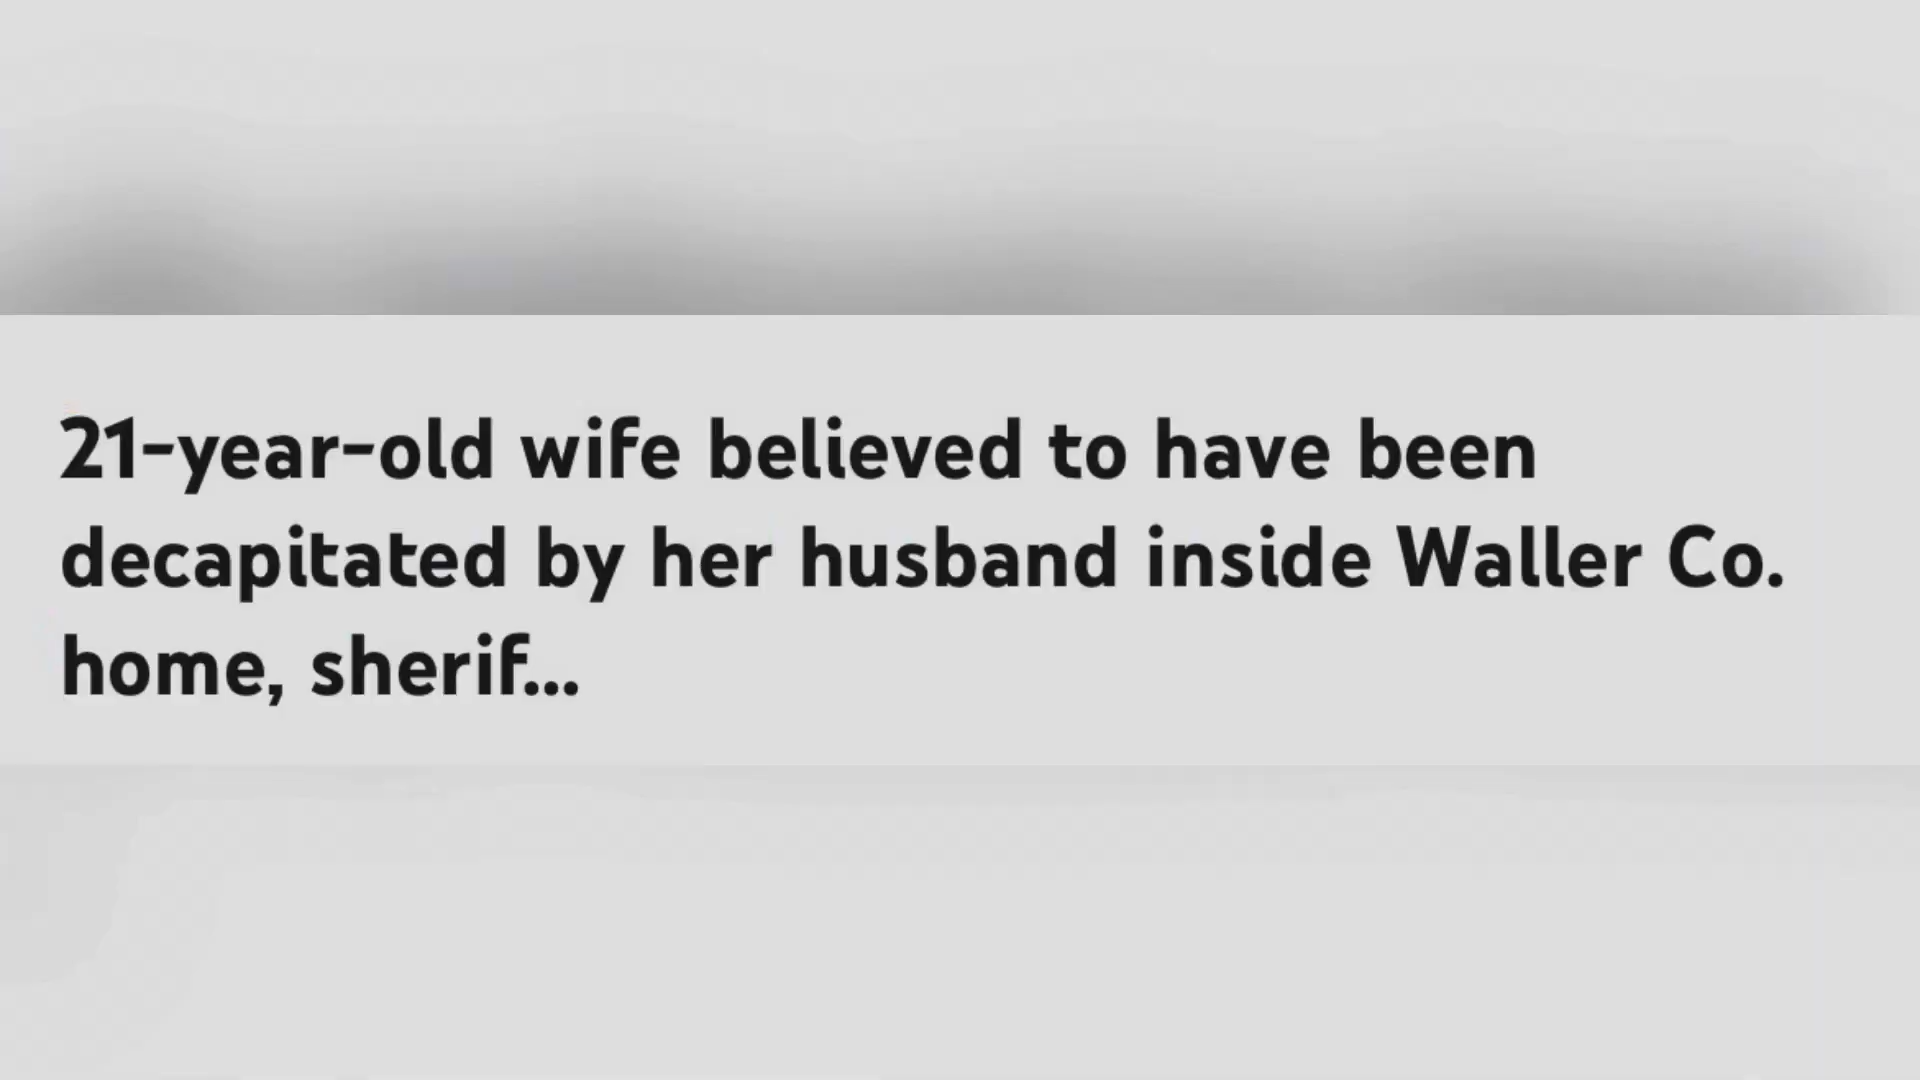 21-year-old wife believed to have been
decapitated by her husband inside Waller Co.
home, sherif...